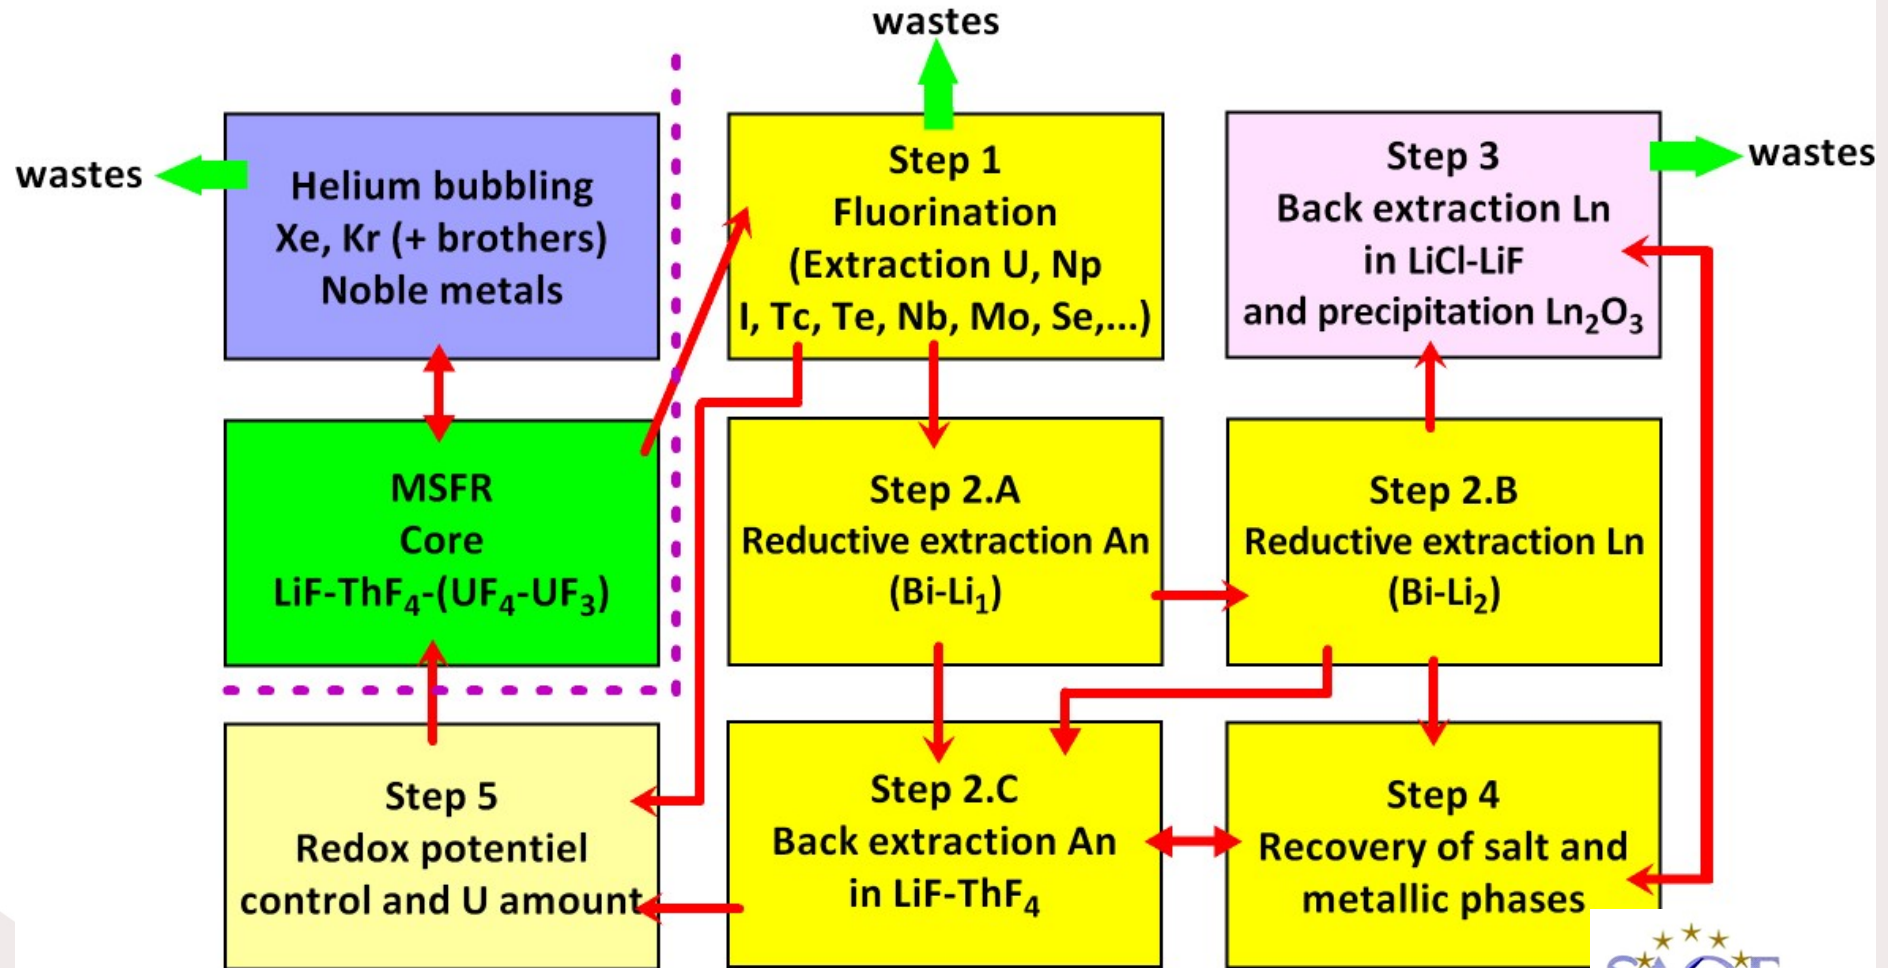 wastes
wastes
Helium bubbling
Xe, Kr (+ brothers)
Noble metals
Step 1
Fluorination
(Extraction U, Np
I, Tc, Te, Nb, Mo, Se,...)
Step 3
Back extraction Ln
in LiCl-LiF
and precipitation Ln₂O₃
wastes
MSFR
Core
LiF-ThF₄-(UF₄-UF₃)
Step 2.A
Reductive extraction An
(Bi-Li₁)
Step 2.B
Reductive extraction Ln
(Bi-Li₂)
Step 5
Redox potentiel
control and U amount
Step 2.C
Back extraction An
in LiF-ThF₄
Step 4
Recovery of salt and
metallic phases